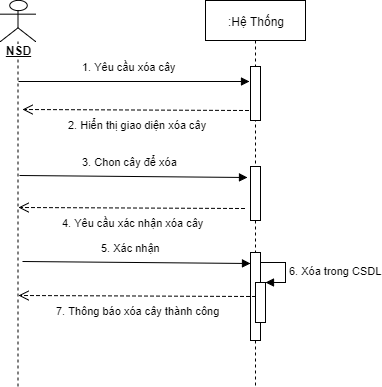 :Hệ Thống
NSD
1. Yêu cầu xóa cây
2. Hiển thị giao diện xóa cây
3. Chon cây để xóa
4. Yêu cầu xác nhận xóa cây
5. Xác nhận
6. Xóa trong CSDL
7. Thông báo xóa cây thành công